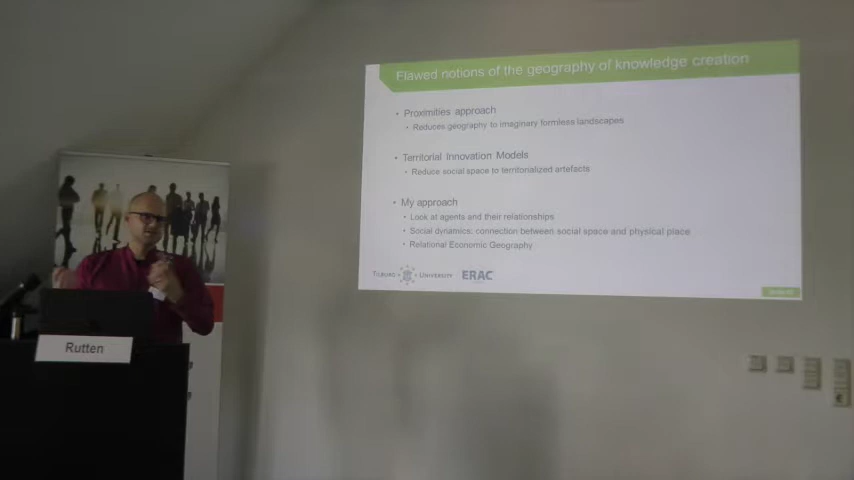 Flawed notions of the geography of knowledge creation
• Proximities approach
• Reduces geography to imaginary formless landscapes
• Territorial Innovation Models
• Reduce social space to territorialized artefacts
• My approach
• Look at agents and their relationships
• Social dynamics: connection between social space and physical place
• Relational Economic Geography
TILBURG UNIVERSITY ERAC
Rutten